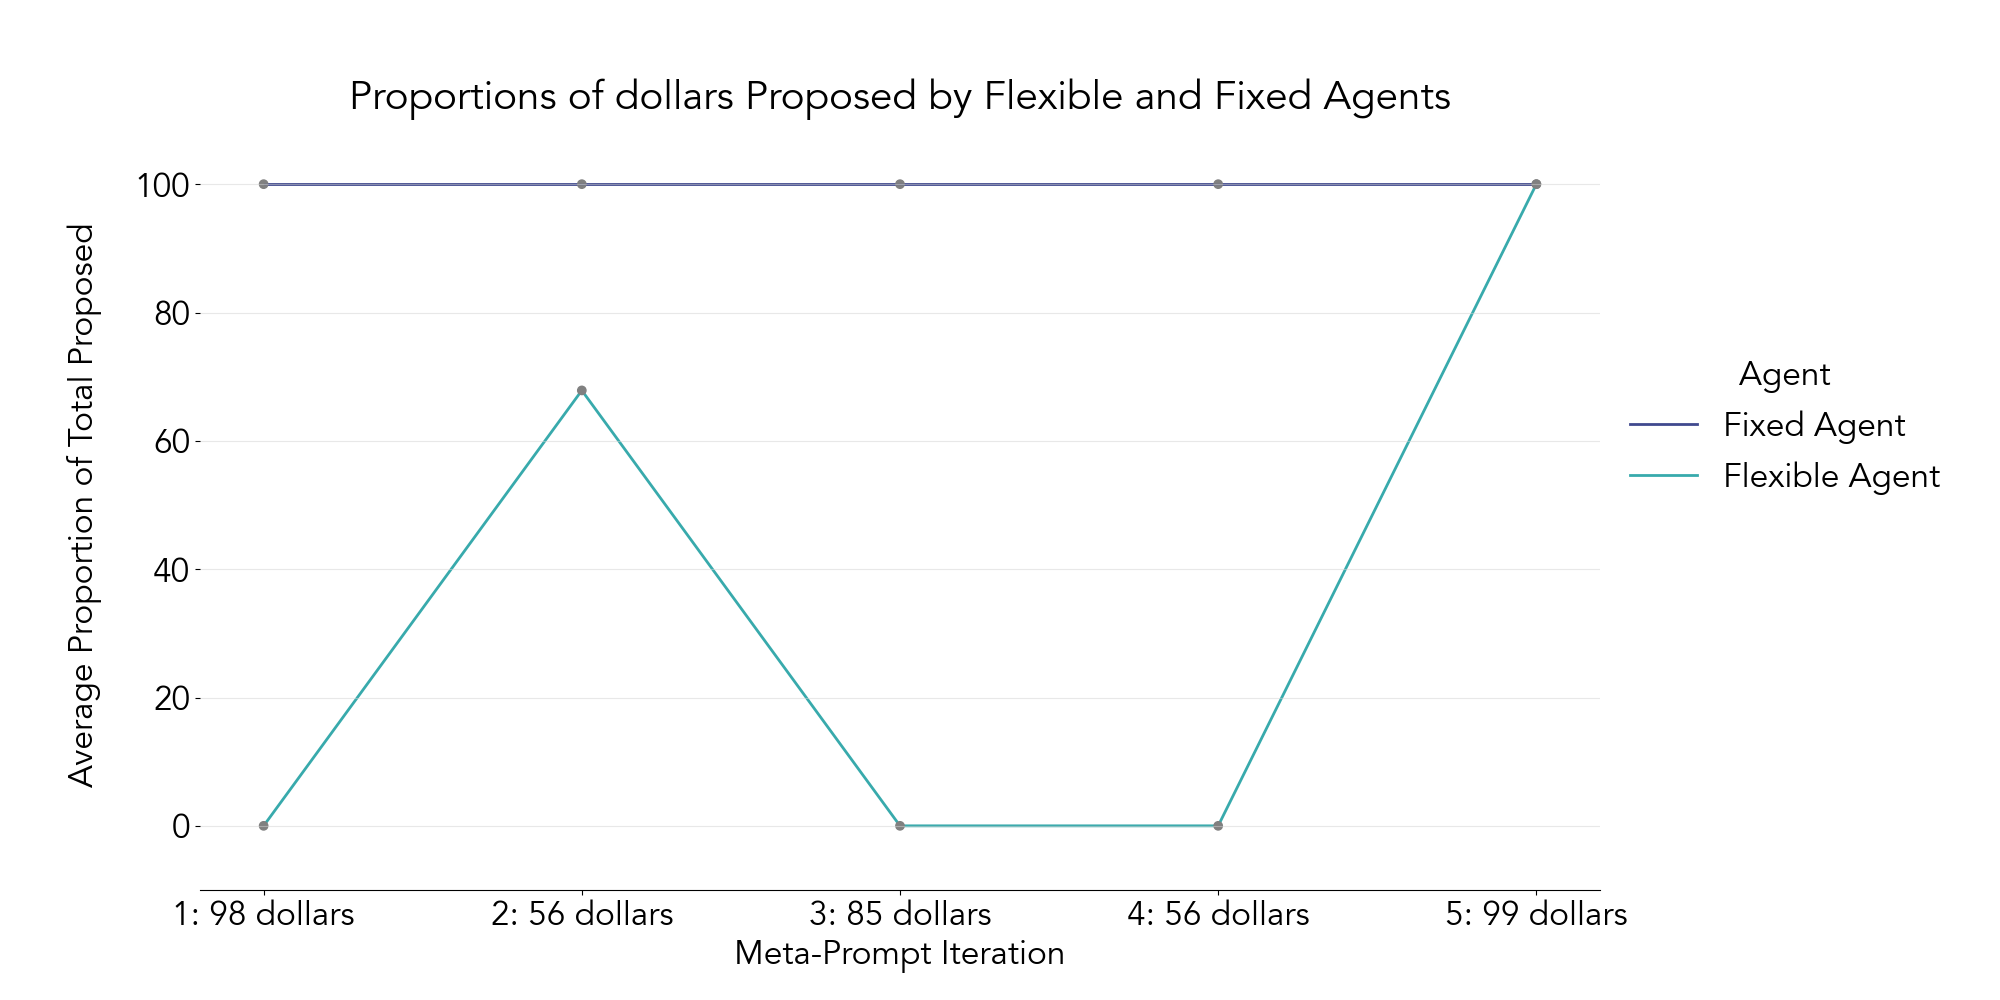 Proportions of dollars Proposed by Flexible and Fixed Agents
Average Proportion of Total Proposed
100
80
60
40
20
0
1: 98 dollars
2: 56 dollars
3: 85 dollars
4: 56 dollars
5: 99 dollars
Meta-Prompt Iteration
Agent
Fixed Agent
Flexible Agent